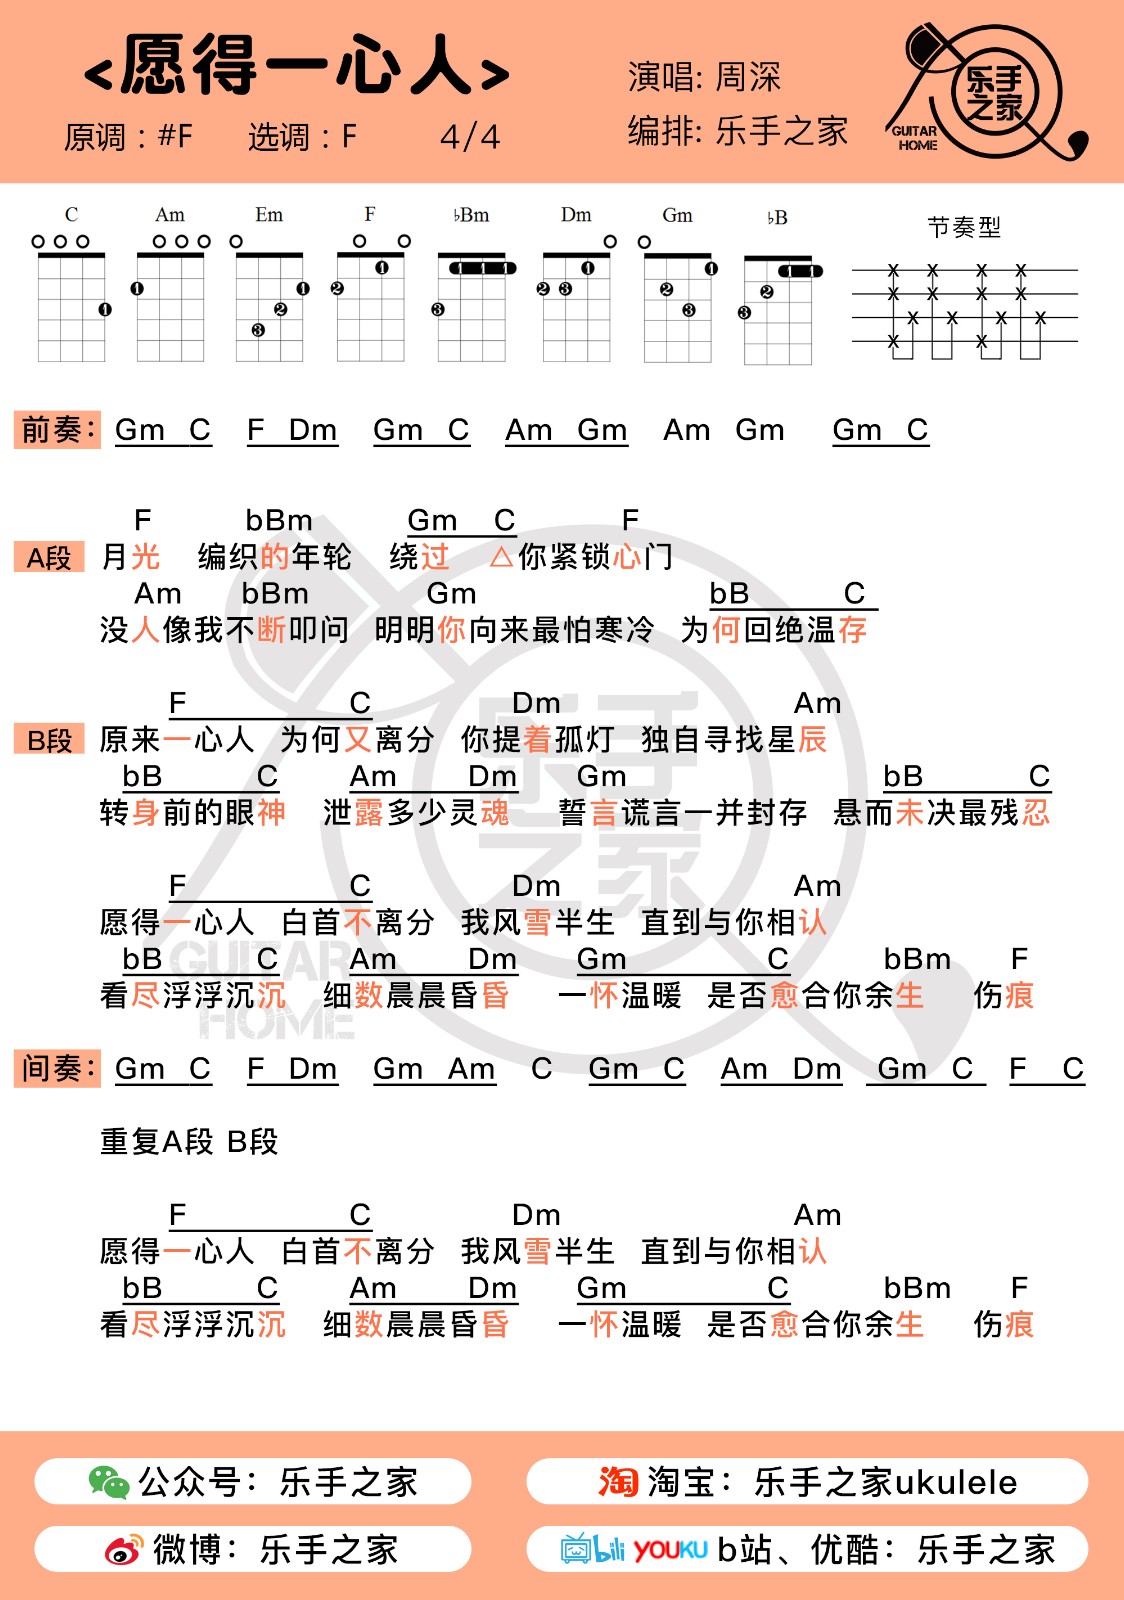 <愿得一心人>
演唱: 周深
原调：#F 选调：F 4/4
编排: 乐手之家
乐手之家
GUITAR HOME
C Am Em F ♭Bm Dm Gm ♭B 节奏型
前奏： Gm C F Dm Gm C Am Gm Am Gm Gm C
F bBm Gm C F
A段 月光 编织的年轮 绕过 △你紧锁心门
Am bBm Gm bB C
没人像我不断叩问 明明你向来最怕寒冷 为何回绝温存
F C Dm Am
B段 原来一心人 为何又离分 你提着孤灯 独自寻找星辰
bB C Am Dm Gm bB C
转身前的眼神 泄露多少灵魂 誓言谎言一并封存 悬而未决最残忍
F C Dm Am
愿得一心人 白首不离分 我风雪半生 直到与你相认
bB C Am Dm Gm C bBm F
看尽浮浮沉沉 细数晨晨昏昏 一怀温暖 是否愈合你余生 伤痕
间奏： Gm C F Dm Gm Am C Gm C Am Dm Gm C F C
重复A段 B段
F C Dm Am
愿得一心人 白首不离分 我风雪半生 直到与你相认
bB C Am Dm Gm C bBm F
看尽浮浮沉沉 细数晨晨昏昏 一怀温暖 是否愈合你余生 伤痕
公众号：乐手之家
淘 淘宝：乐手之家ukulele
微博：乐手之家
bili YOUKU b站、优酷：乐手之家